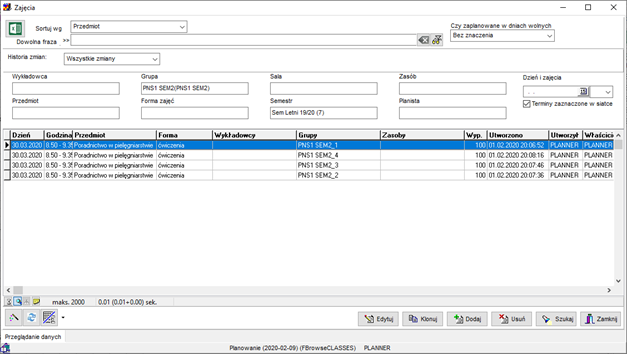 Zajęcia
Sortuj wg Przedmiot
Dowolna fraza >>
Czy zaplanowane w dniach wolnych
Bez znaczenia
Historia zmian: Wszystkie zmiany
Wykładowca Grupa Sala Zasób Dzień i zajęcia
PNS1 SEM2(PNS1 SEM2) . .
Przedmiot Forma zajęć Semestr Planista Terminy zaznaczone w siatce
Sem Letni 19/20 (7)
Dzień Godzina Przedmiot Forma Wykładowcy Grupy Zasoby Wyp. Utworzono Utworzył Właścicie
30.03.2020 8.50 - 9.35 Poradnictwo w pielęgniarstwie ćwiczenia PNS1 SEM2_1 100 01.02.2020 20:06:52 PLANNER PLANNER
30.03.2020 8.50 - 9.35 Poradnictwo w pielęgniarstwie ćwiczenia PNS1 SEM2_4 100 01.02.2020 20:08:16 PLANNER PLANNER
30.03.2020 8.50 - 9.35 Poradnictwo w pielęgniarstwie ćwiczenia PNS1 SEM2_3 100 01.02.2020 20:07:46 PLANNER PLANNER
30.03.2020 8.50 - 9.35 Poradnictwo w pielęgniarstwie ćwiczenia PNS1 SEM2_2 100 01.02.2020 20:07:36 PLANNER PLANNER
maks. 2000 0.01 (0.01+0.00) sek.
Edytuj Klonuj Dodaj Usuń Szukaj Zamknij
Przeglądanie danych
Planowanie (2020-02-09) (FBrowseCLASSES) PLANNER